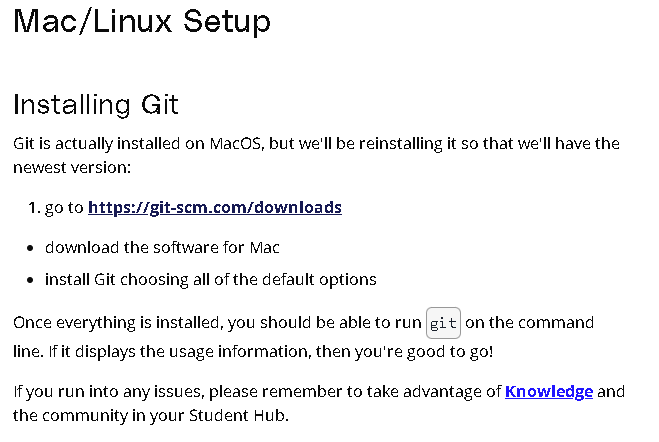 Mac/Linux Setup
Installing Git
Git is actually installed on MacOS, but we'll be reinstalling it so that we'll have the
newest version:
1. go to https://git-scm.com/downloads
• download the software for Mac
• install Git choosing all of the default options
Once everything is installed, you should be able to run git on the command
line. If it displays the usage information, then you're good to go!
If you run into any issues, please remember to take advantage of Knowledge and
the community in your Student Hub.